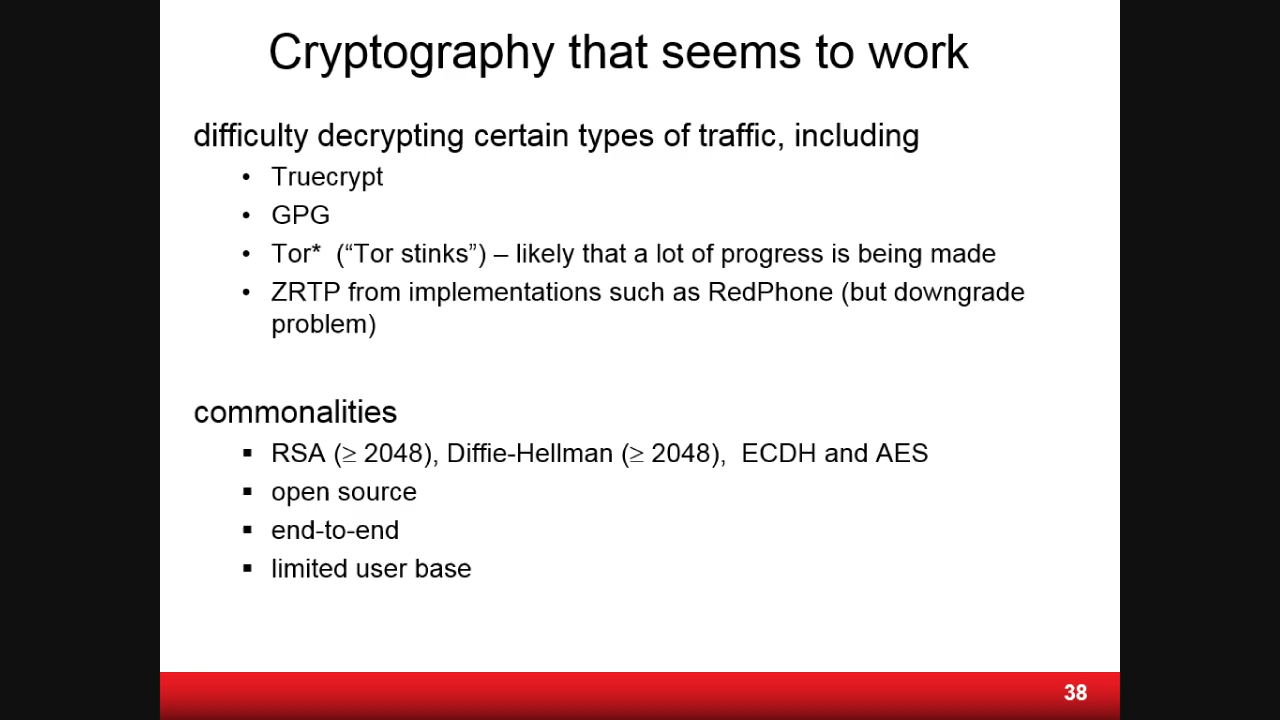 Cryptography that seems to work
difficulty decrypting certain types of traffic, including
• Truecrypt
• GPG
• Tor*  (“Tor stinks”) – likely that a lot of progress is being made
• ZRTP from implementations such as RedPhone (but downgrade
problem)
commonalities
▪ RSA (≥ 2048), Diffie-Hellman (≥ 2048),  ECDH and AES
▪ open source
▪ end-to-end
▪ limited user base
38